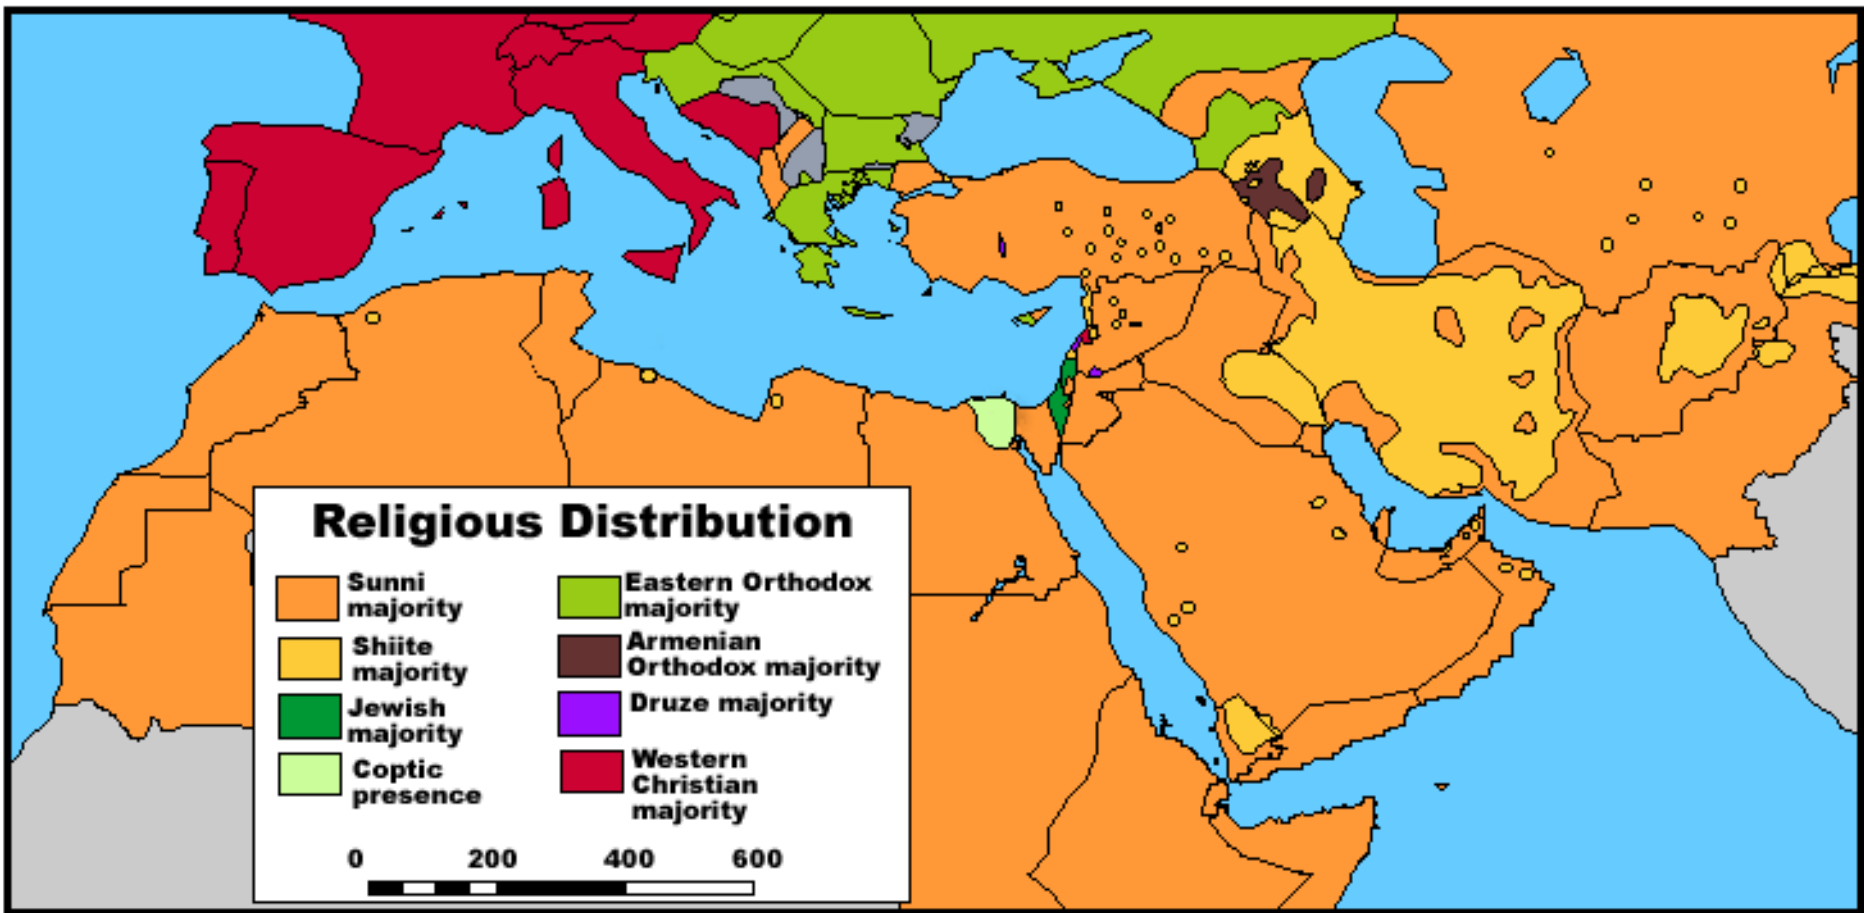 Religious Distribution
Sunni
majority
Shiite
majority
Jewish
majority
Coptic
presence
Eastern Orthodox
majority
Armenian
Orthodox majority
Druze majority
Western
Christian
majority
0 200 400 600